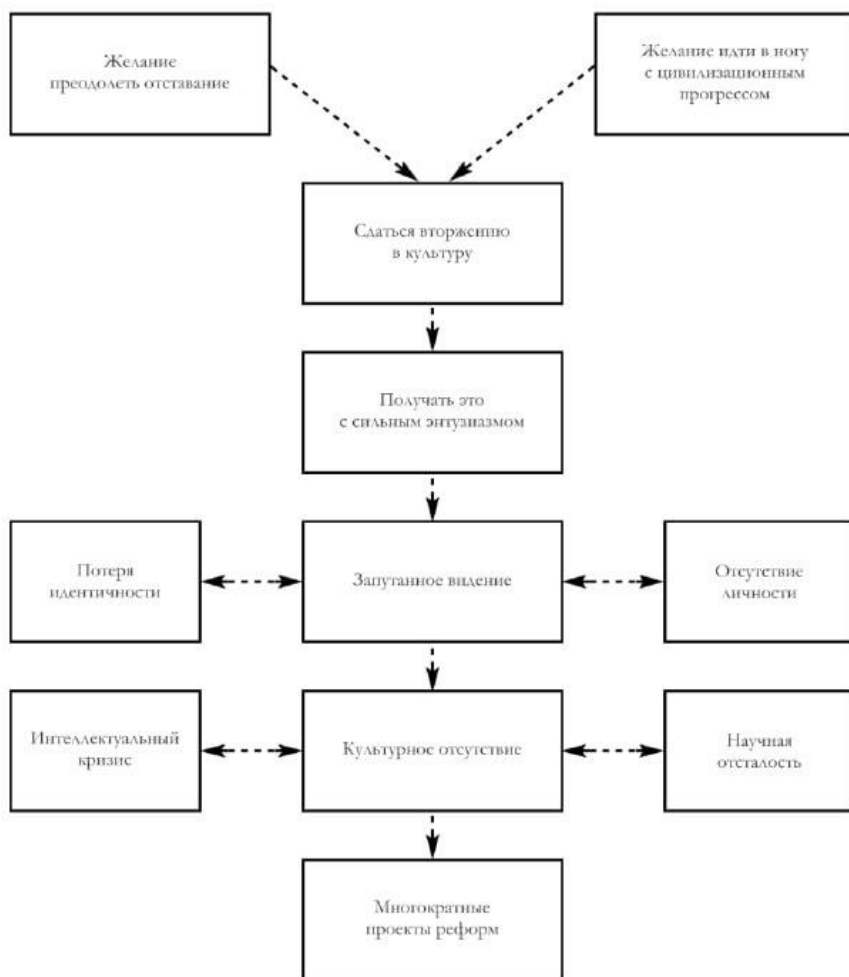 Желание
преодолеть отставание
Желание идти в ногу
с цивилизационным
прогрессом
Сдаться вторжению
в культуру
Получать это
с сильным энтузиазмом
Потеря
идентичности
Запутанное видение
Отсутствие
личности
Интеллектуальный
кризис
Культурное отсутствие
Научная
отсталость
Многократные
проекты реформ